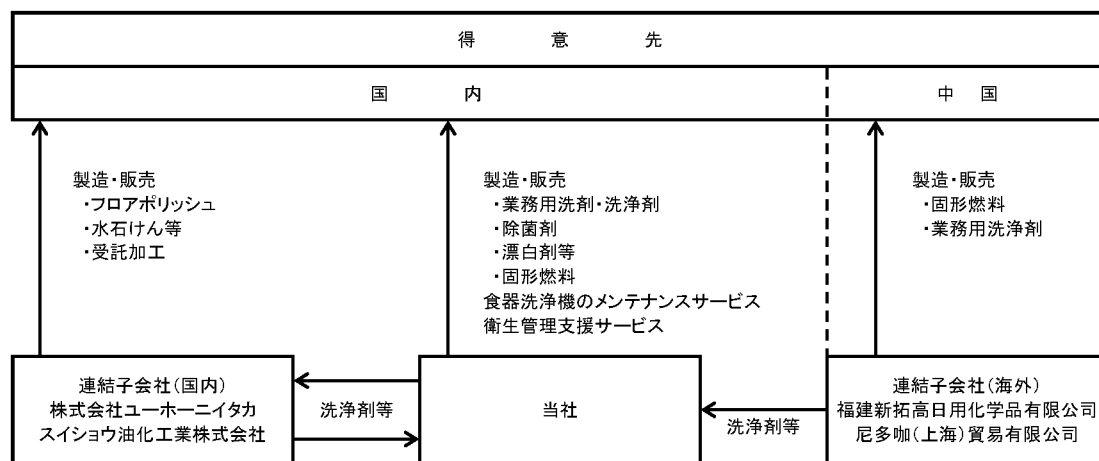 得意先
国内
中国
製造・販売
・フロアポリッシュ
・水石けん等
・受託加工
製造・販売
・業務用洗剤・洗浄剤
・除菌剤
・漂白剤等
・固形燃料
食器洗浄機のメンテナンスサービス
衛生管理支援サービス
製造・販売
・固形燃料
・業務用洗浄剤
連結子会社(国内)
株式会社ユーホーニイタカ
スイショウ油化工業株式会社
洗浄剤等
当社
洗浄剤等
連結子会社(海外)
福建新拓高日用化学品有限公司
尼多咖(上海)貿易有限公司